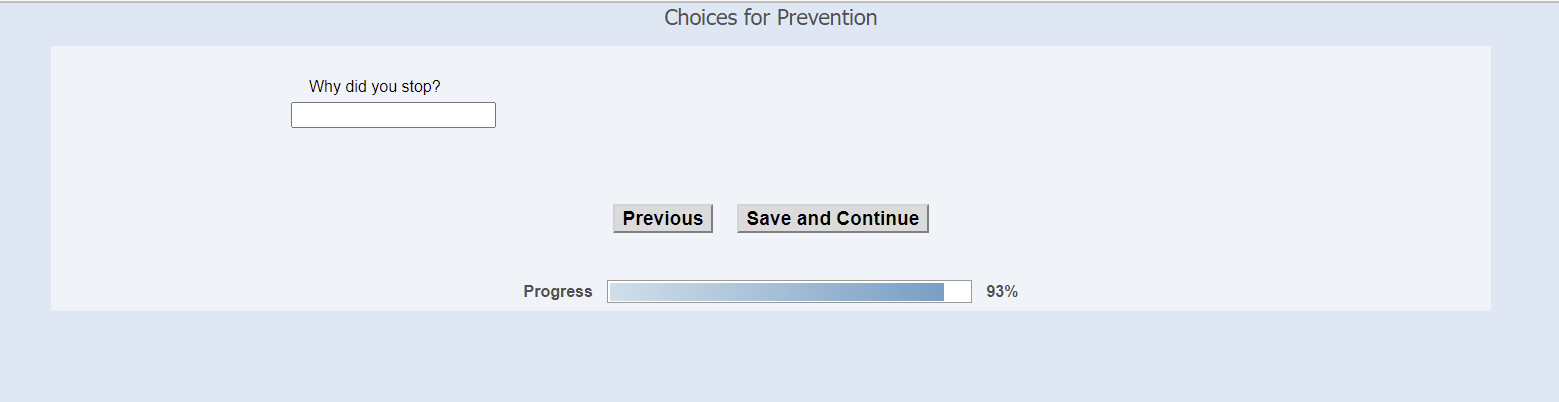 Choices for Prevention
Why did you stop?
Previous Save and Continue
Progress 93%